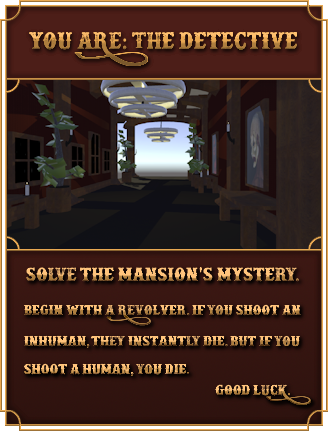 YOU ARE: THE DETECTIVE
SOLVE THE MANSION'S MYSTERY.
BEGIN WITH A REVOLVER. IF YOU SHOOT AN
INHUMAN, THEY INSTANTLY DIE. BUT IF YOU
SHOOT A HUMAN, YOU DIE.
GOOD LUCK.